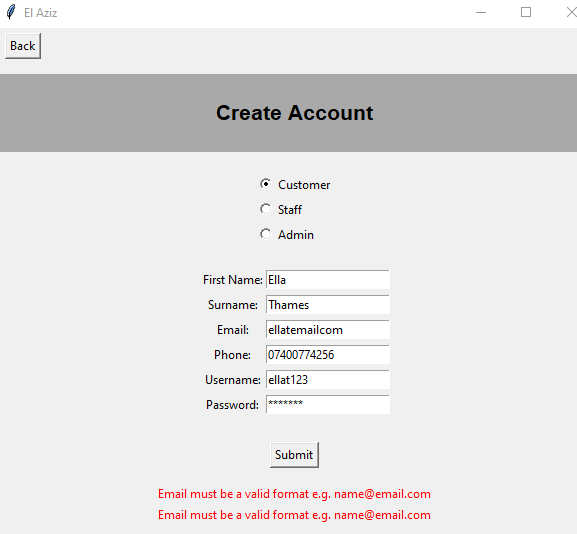 El Aziz
Back
Create Account
Customer
Staff
Admin
First Name: Ella
Surname: Thames
Email: ellatemailcom
Phone: 07400774256
Username: ellat123
Password: *******
Submit
Email must be a valid format e.g. name@email.com
Email must be a valid format e.g. name@email.com